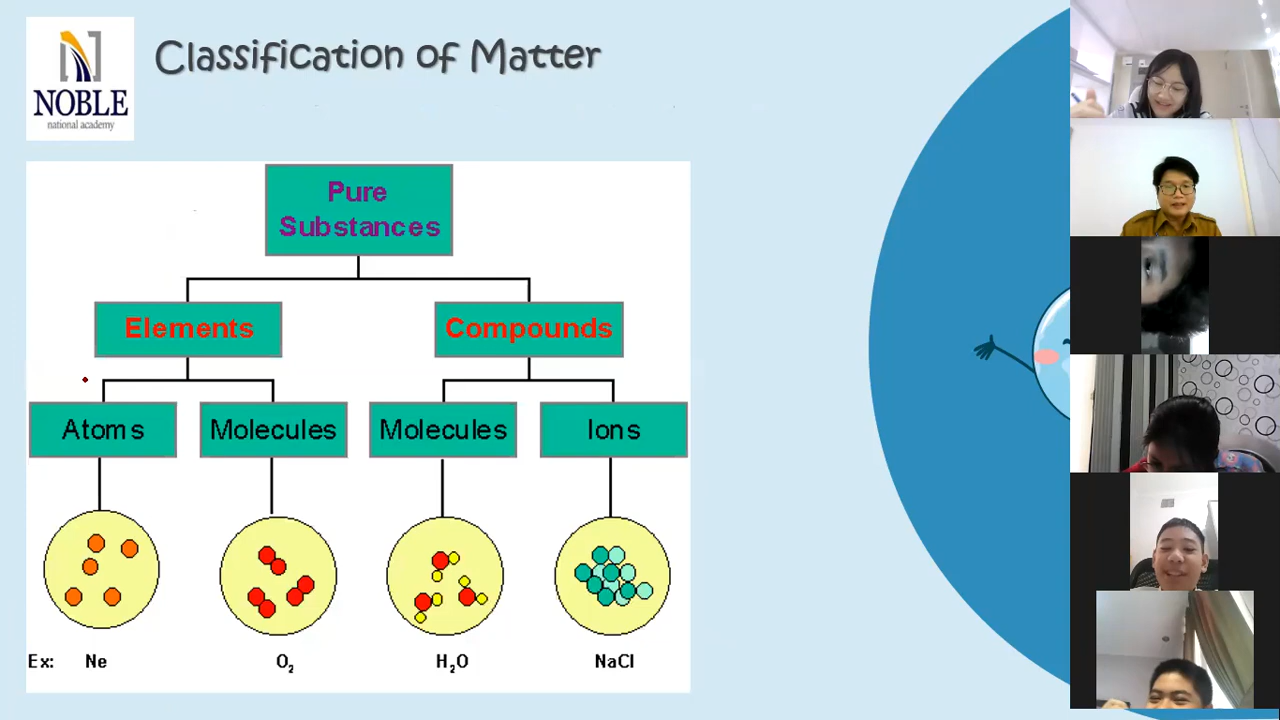 NOBLE
national academy
Classification of Matter
Pure
Substances
Elements
Compounds
Atoms
Molecules
Molecules
Ions
Ex: Ne
O₂
H₂O
NaCl